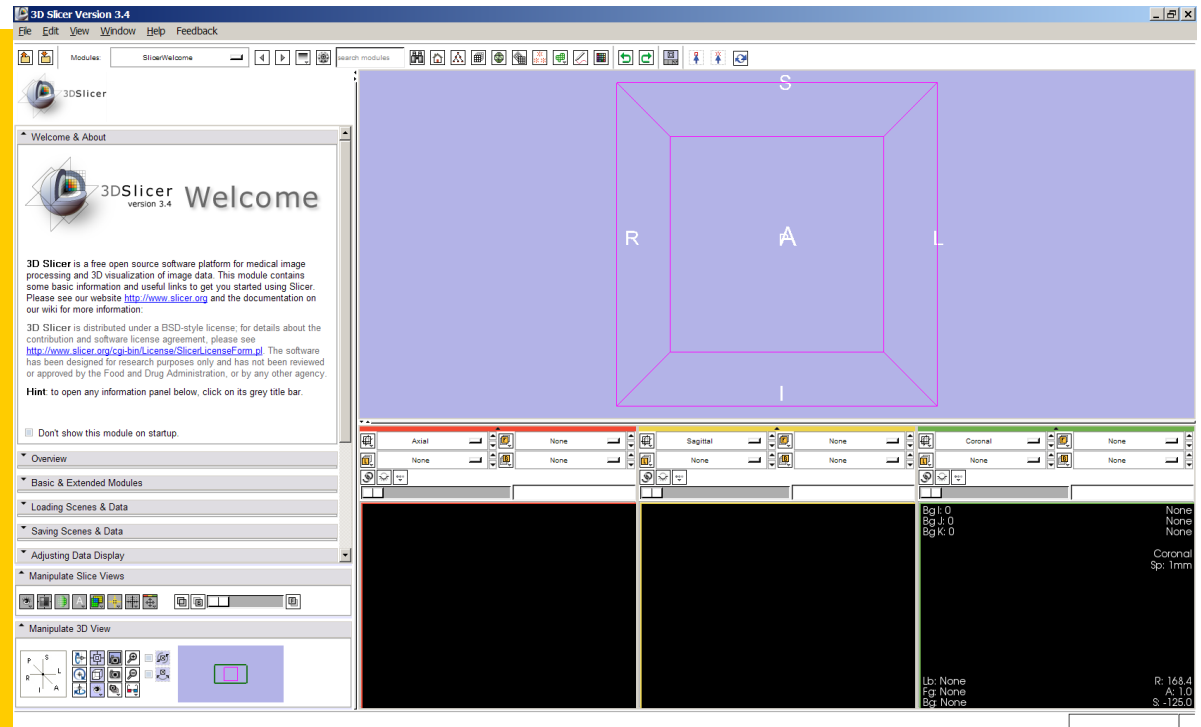 3D Slicer Version 3.4
File Edit View Window Help Feedback
Modules: SlicerWelcome search modules
3DSlicer
Welcome & About
3DSlicer
version 3.4
Welcome
3D Slicer is a free open source software platform for medical image
processing and 3D visualization of image data. This module contains
some basic information and useful links to get you started using Slicer.
Please see our website http://www.slicer.org and the documentation on
our wiki for more information:
3D Slicer is distributed under a BSD-style license; for details about the
contribution and software license agreement, please see
http://www.slicer.org/cgi-bin/License/SlicerLicenseForm.pl. The software
has been designed for research purposes only and has not been reviewed
or approved by the Food and Drug Administration, or by any other agency.
Hint: to open any information panel below, click on its grey title bar.
Don't show this module on startup.
Overview
Basic & Extended Modules
Loading Scenes & Data
Saving Scenes & Data
Adjusting Data Display
Manipulate Slice Views
Manipulate 3D View
P S
R L
I A
S
R A L
I
Axial None
None None
Sagittal None
None None
Coronal None
None None
Bg I: 0 None
Bg J: 0 None
Bg K: 0 None
Coronal
Sp: 1mm
Lb: None R: 168.4
Fg: None A: 1.0
Bg: None S: -125.0